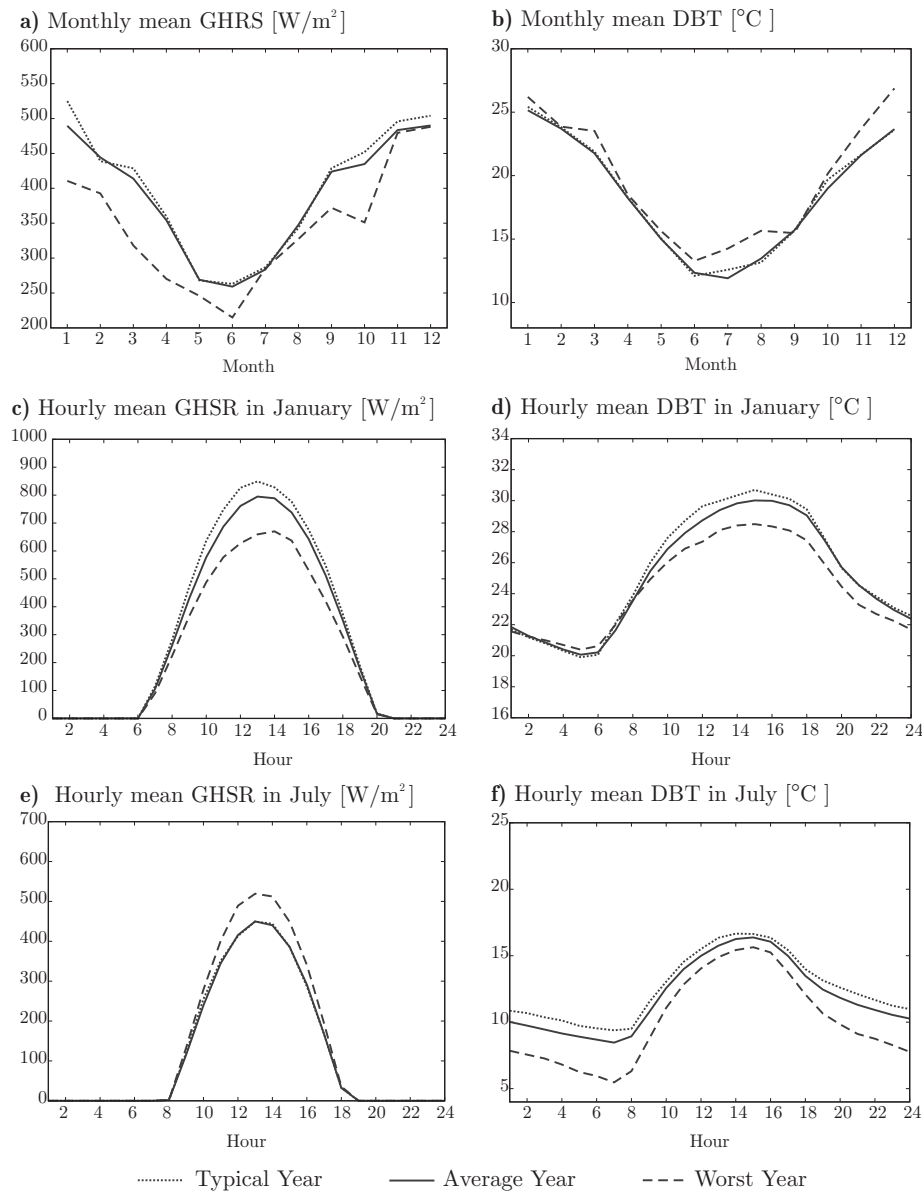 a) Monthly mean GHRS [W/m²]
600
550
500
450
400
350
300
250
200
1 2 3 4 5 6 7 8 9 10 11 12
Month
b) Monthly mean DBT [°C ]
30
25
20
15
10
1 2 3 4 5 6 7 8 9 10 11 12
Month
c) Hourly mean GHSR in January [W/m²]
1000
900
800
700
600
500
400
300
200
100
0
2 4 6 8 10 12 14 16 18 20 22 24
Hour
d) Hourly mean DBT in January [°C ]
34
32
30
28
26
24
22
20
18
16
2 4 6 8 10 12 14 16 18 20 22 24
Hour
e) Hourly mean GHSR in July [W/m²]
700
600
500
400
300
200
100
0
2 4 6 8 10 12 14 16 18 20 22 24
Hour
f) Hourly mean DBT in July [°C ]
25
20
15
10
5
2 4 6 8 10 12 14 16 18 20 22 24
Hour
Typical Year Average Year Worst Year